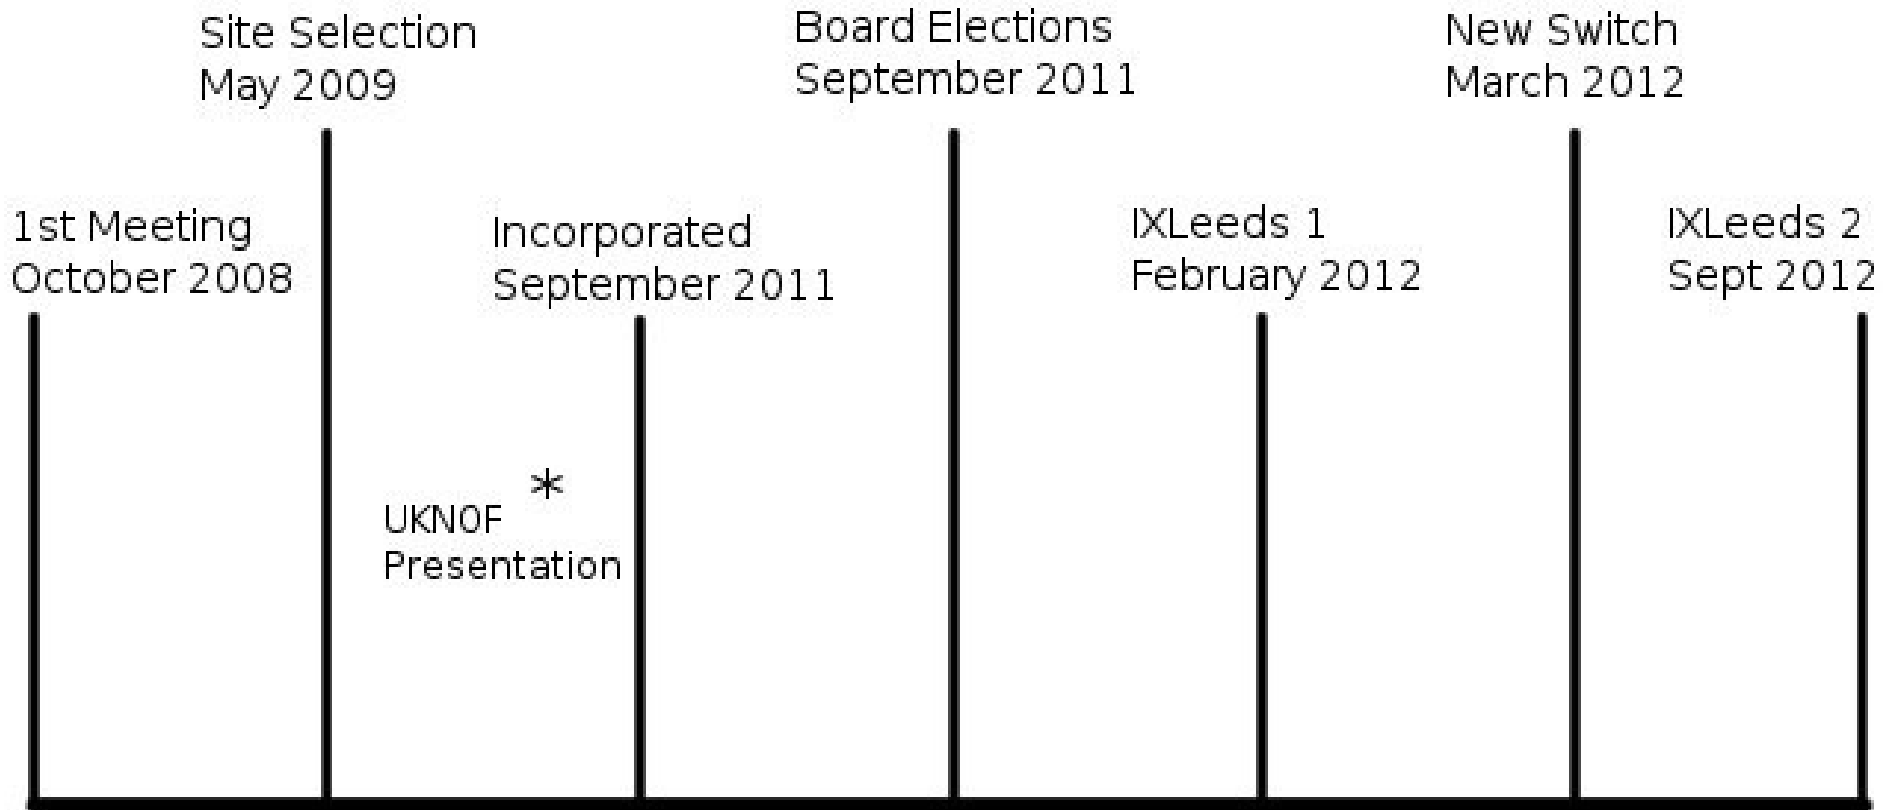 Site Selection
May 2009
Board Elections
September 2011
New Switch
March 2012
1st Meeting
October 2008
Incorporated
September 2011
IXLeeds 1
February 2012
IXLeeds 2
Sept 2012
*
UKNOF
Presentation